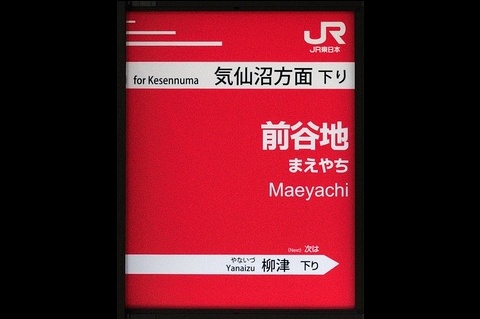 JR
JR東日本
for Kesennuma 気仙沼方面 下り
前谷地
まえやち
Maeyachi
(Next) 次は
やないづ
Yanaizu 柳津 下り